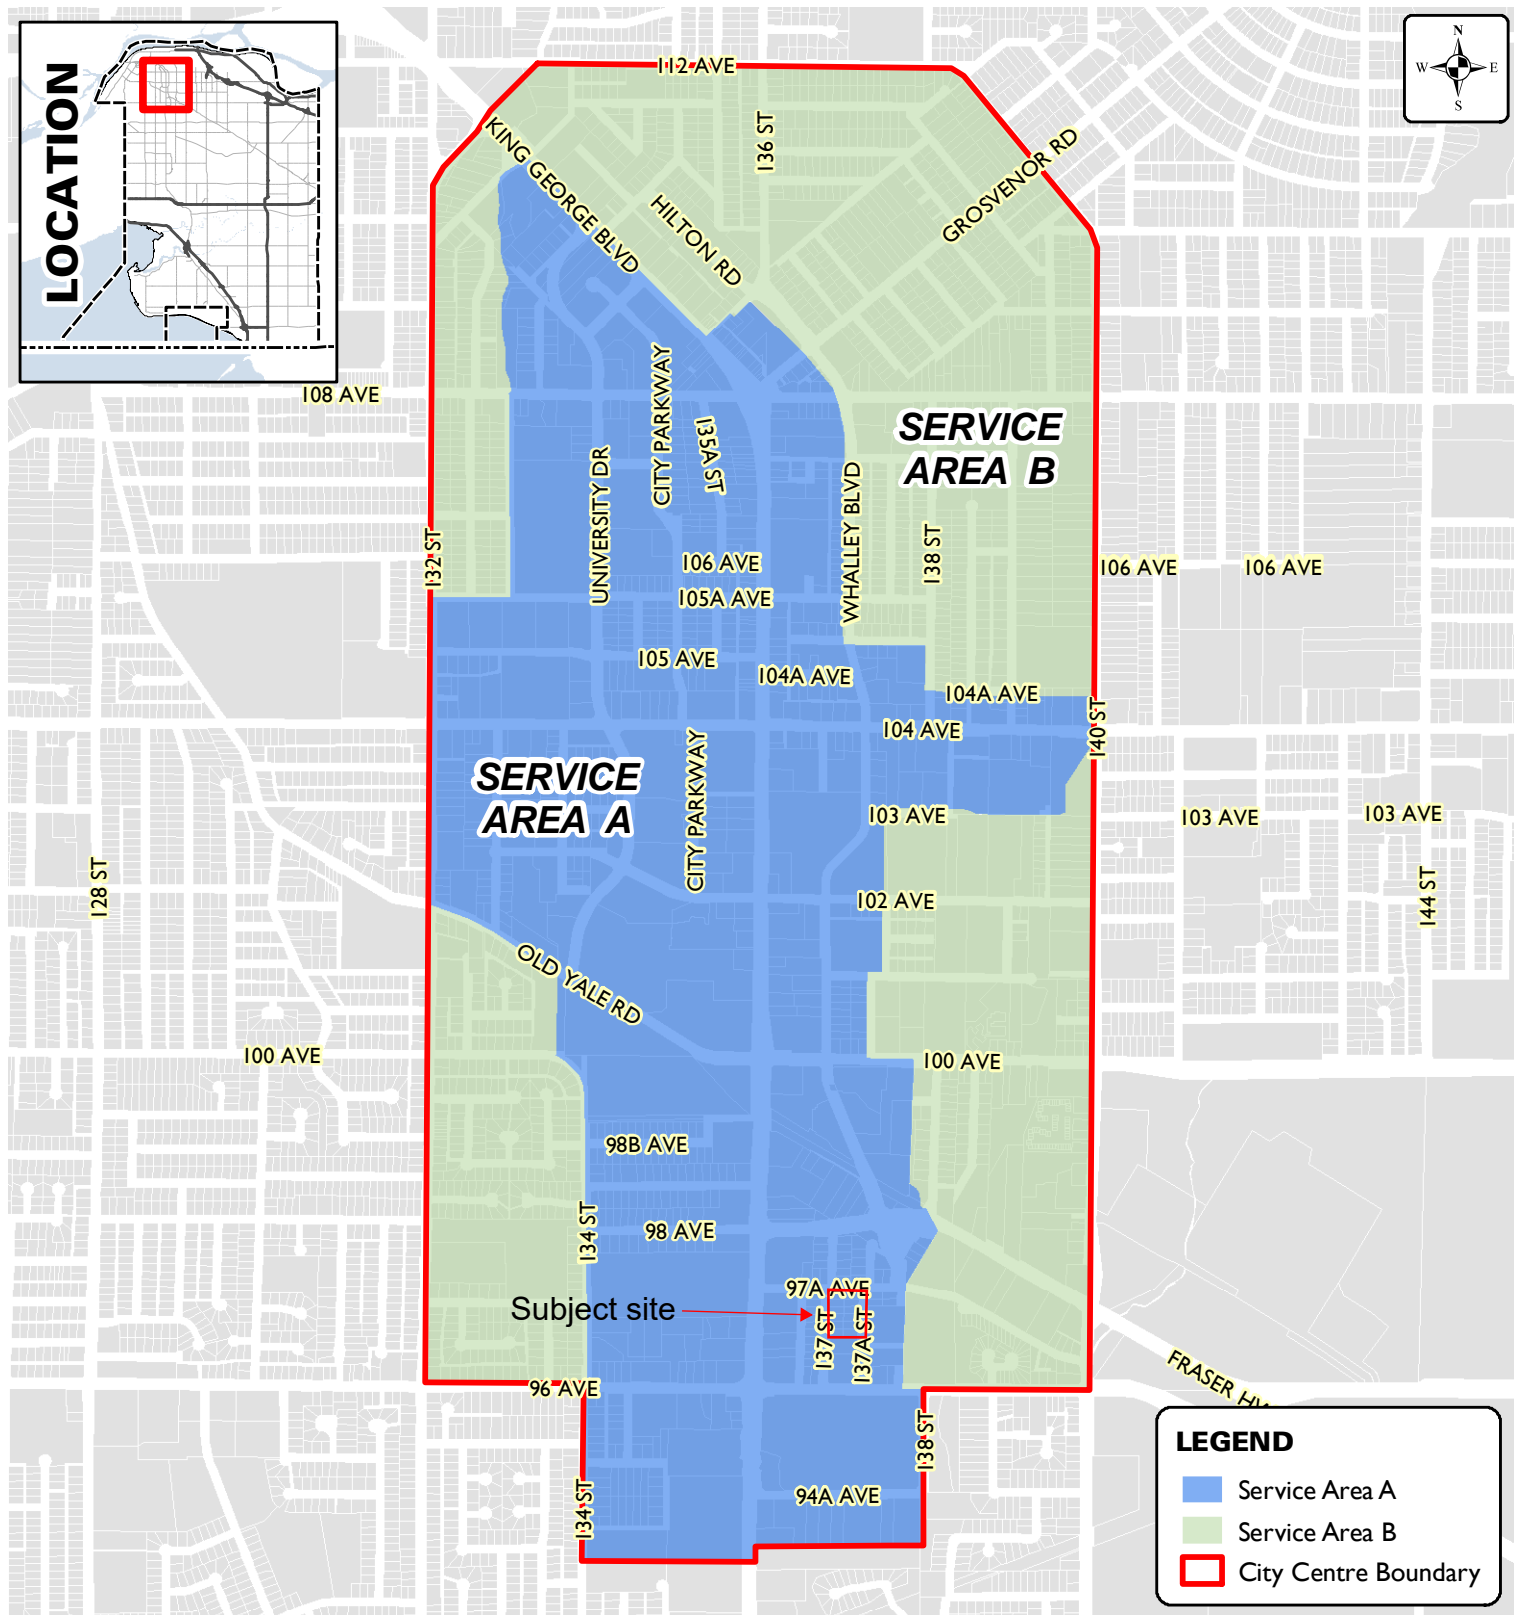 LOCATION
N
W
E
S
112 AVE
136 ST
KING GEORGE BLVD
HILTON RD
GROSVENOR RD
108 AVE
CITY PARKWAY
135A ST
SERVICE
AREA B
UNIVERSITY DR
WHALLEY BLVD
132 ST
138 ST
106 AVE
106 AVE
106 AVE
105A AVE
105 AVE
104A AVE
104A AVE
104 AVE
140 ST
SERVICE
AREA A
CITY PARKWAY
103 AVE
103 AVE
103 AVE
128 ST
102 AVE
144 ST
OLD YALE RD
100 AVE
100 AVE
98B AVE
134 ST
98 AVE
97A AVE
Subject site
137 ST
137A ST
96 AVE
FRASER HW
138 ST
94A AVE
134 ST
LEGEND
Service Area A
Service Area B
City Centre Boundary